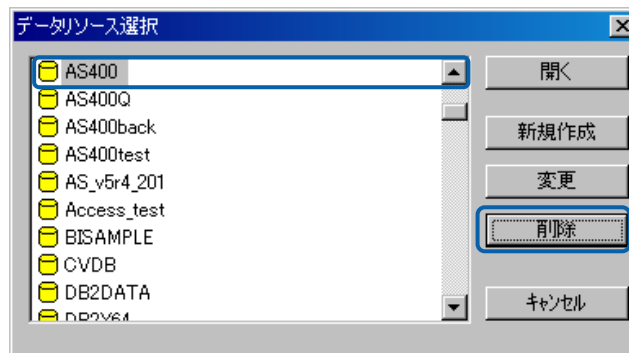 データソース選択
AS400
AS400Q
AS400back
AS400test
AS_v5r4_201
Access_test
BISAMPLE
CVDB
DB2DATA
DB2Y64
開く
新規作成
変更
削除
キャンセル